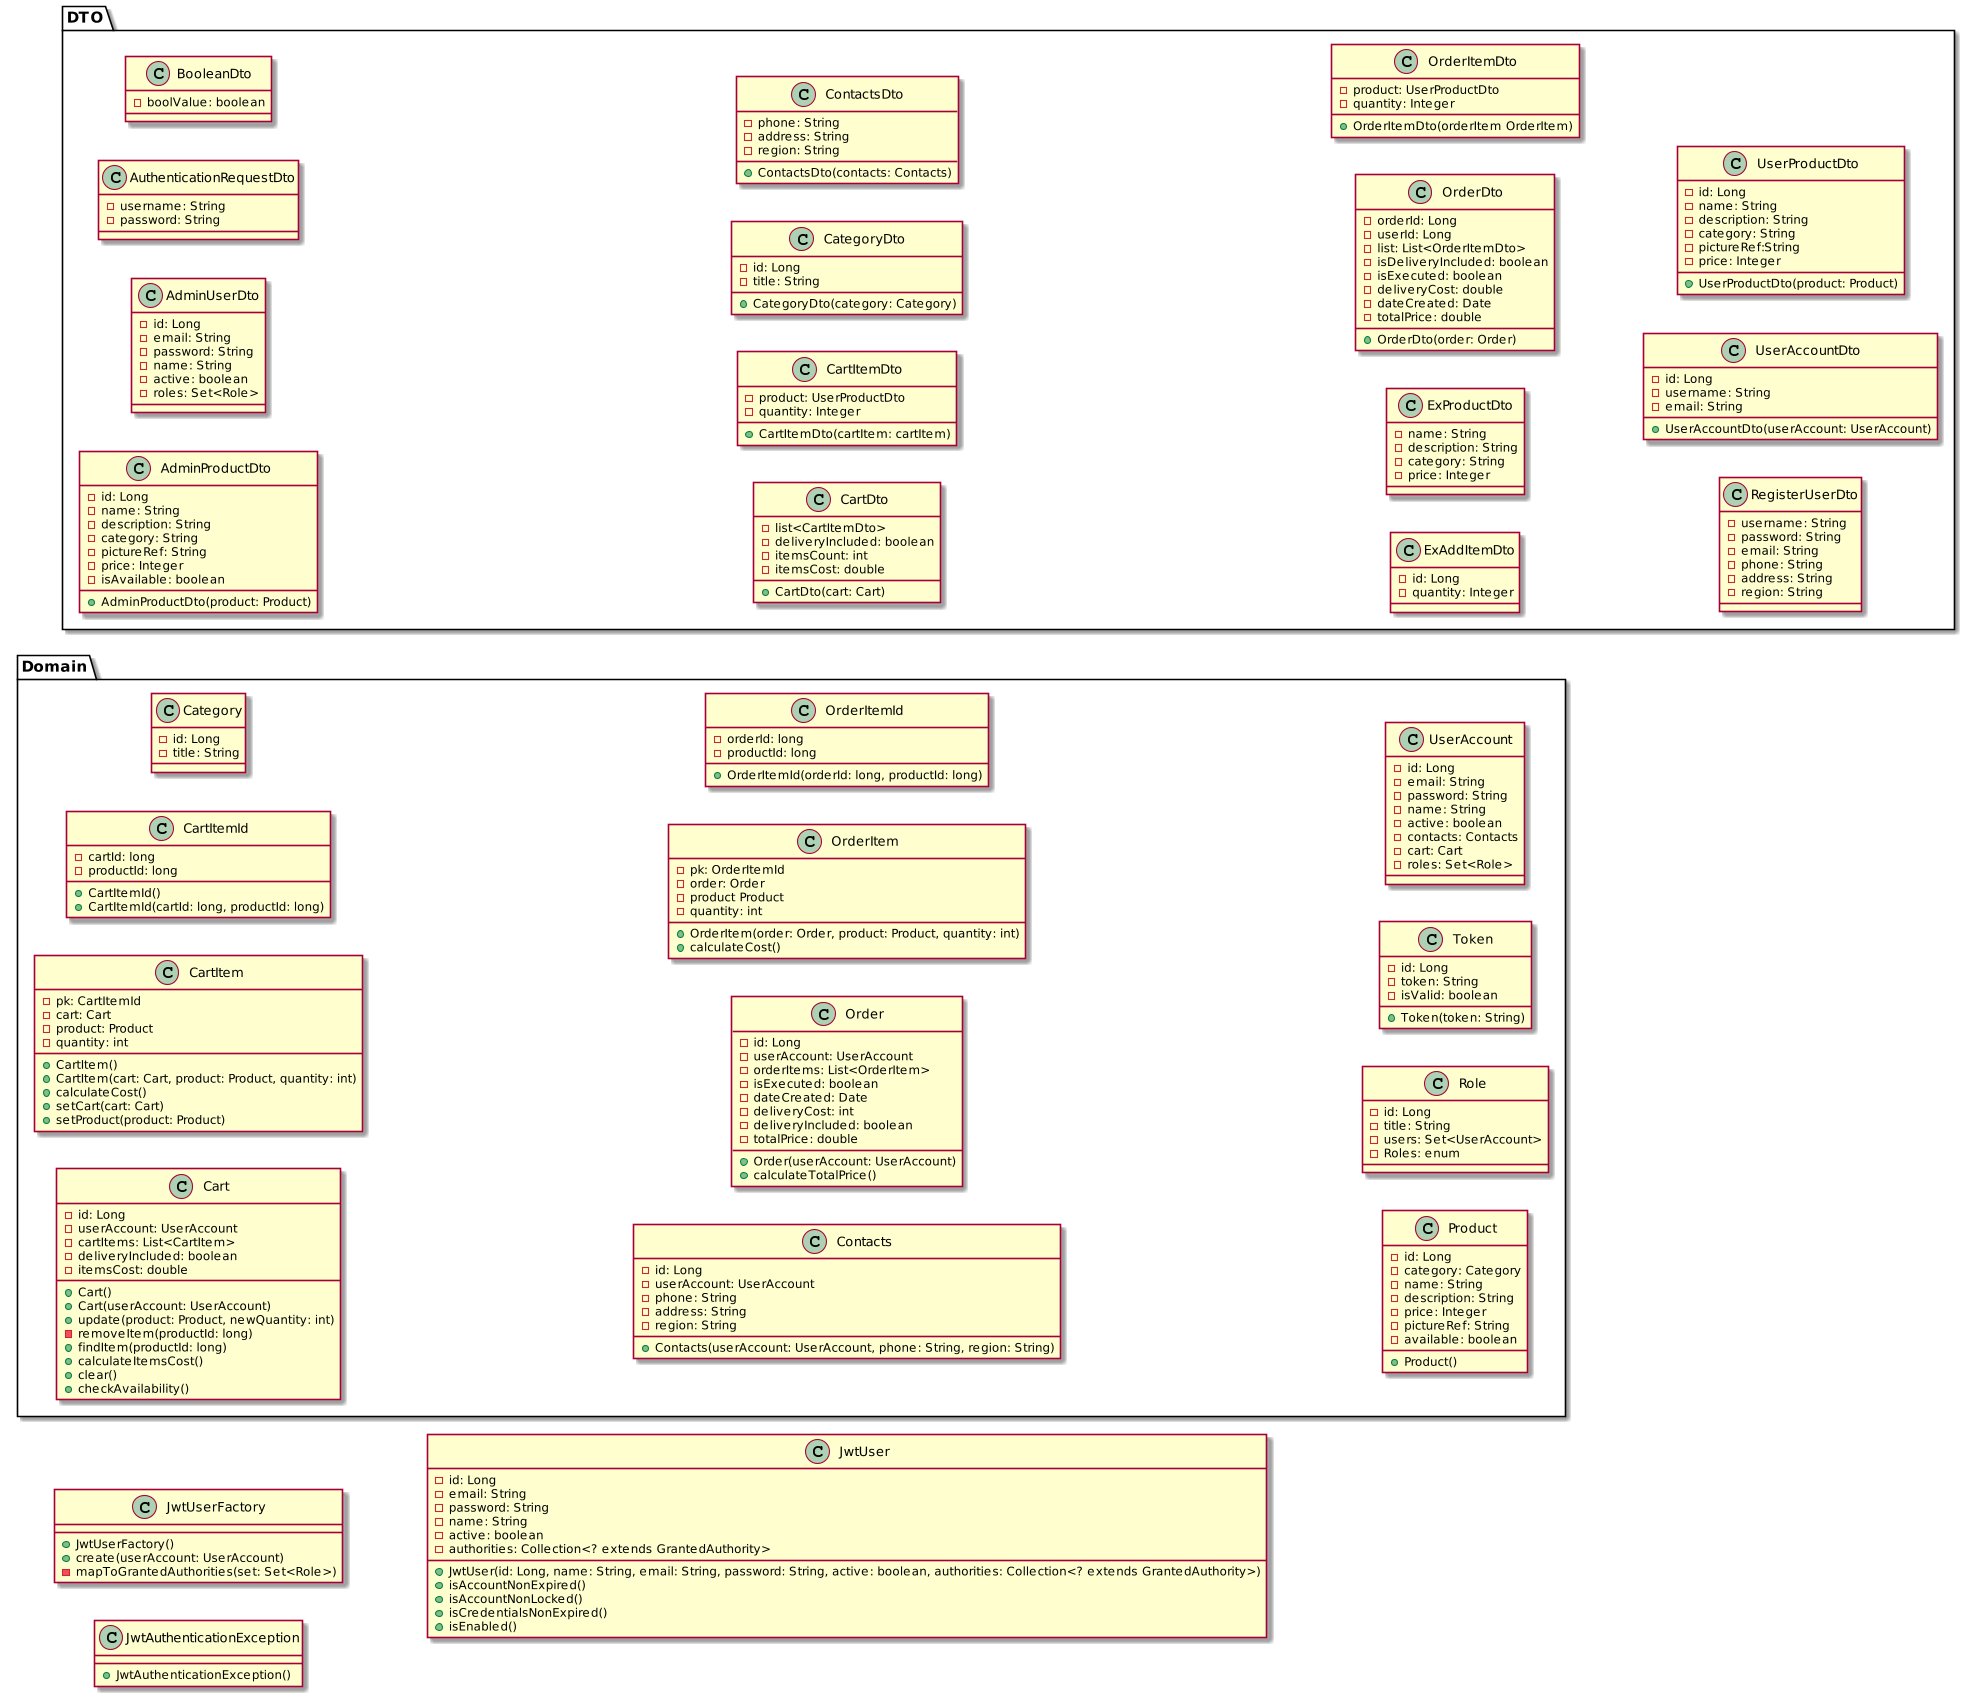 DTO
BooleanDto
boolValue: boolean
AuthenticationRequestDto
username: String
password: String
AdminUserDto
id: Long
email: String
password: String
name: String
active: boolean
roles: Set<Role>
AdminProductDto
id: Long
name: String
description: String
category: String
pictureRef: String
price: Integer
isAvailable: boolean
AdminProductDto(product: Product)
ContactsDto
phone: String
address: String
region: String
ContactsDto(contacts: Contacts)
CategoryDto
id: Long
title: String
CategoryDto(category: Category)
CartItemDto
product: UserProductDto
quantity: Integer
CartItemDto(cartItem: cartItem)
CartDto
list<CartItemDto>
deliveryIncluded: boolean
itemsCount: int
itemsCost: double
CartDto(cart: Cart)
OrderItemDto
product: UserProductDto
quantity: Integer
OrderItemDto(orderItem OrderItem)
OrderDto
orderId: Long
userId: Long
list: List<OrderItemDto>
isDeliveryIncluded: boolean
isExecuted: boolean
deliveryCost: double
dateCreated: Date
totalPrice: double
OrderDto(order: Order)
ExProductDto
name: String
description: String
category: String
price: Integer
ExAddItemDto
id: Long
quantity: Integer
UserProductDto
id: Long
name: String
description: String
category: String
pictureRef:String
price: Integer
UserProductDto(product: Product)
UserAccountDto
id: Long
username: String
email: String
UserAccountDto(userAccount: UserAccount)
RegisterUserDto
username: String
password: String
email: String
phone: String
address: String
region: String
Domain
Category
id: Long
title: String
CartItemId
cartId: long
productId: long
CartItemId()
CartItemId(cartId: long, productId: long)
CartItem
pk: CartItemId
cart: Cart
product: Product
quantity: int
CartItem()
CartItem(cart: Cart, product: Product, quantity: int)
calculateCost()
setCart(cart: Cart)
setProduct(product: Product)
Cart
id: Long
userAccount: UserAccount
cartItems: List<CartItem>
deliveryIncluded: boolean
itemsCost: double
Cart()
Cart(userAccount: UserAccount)
update(product: Product, newQuantity: int)
removeItem(productId: long)
findItem(productId: long)
calculateItemsCost()
clear()
checkAvailability()
OrderItemId
orderId: long
productId: long
OrderItemId(orderId: long, productId: long)
OrderItem
pk: OrderItemId
order: Order
product Product
quantity: int
OrderItem(order: Order, product: Product, quantity: int)
calculateCost()
Order
id: Long
userAccount: UserAccount
orderItems: List<OrderItem>
isExecuted: boolean
dateCreated: Date
deliveryCost: int
deliveryIncluded: boolean
totalPrice: double
Order(userAccount: UserAccount)
calculateTotalPrice()
Contacts
id: Long
userAccount: UserAccount
phone: String
address: String
region: String
Contacts(userAccount: UserAccount, phone: String, region: String)
UserAccount
id: Long
email: String
password: String
name: String
active: boolean
contacts: Contacts
cart: Cart
roles: Set<Role>
Token
id: Long
token: String
isValid: boolean
Token(token: String)
Role
id: Long
title: String
users: Set<UserAccount>
Roles: enum
Product
id: Long
category: Category
name: String
description: String
price: Integer
pictureRef: String
available: boolean
Product()
JwtUserFactory
JwtUserFactory()
create(userAccount: UserAccount)
mapToGrantedAuthorities(set: Set<Role>)
JwtAuthenticationException
JwtAuthenticationException()
JwtUser
id: Long
email: String
password: String
name: String
active: boolean
authorities: Collection<? extends GrantedAuthority>
JwtUser(id: Long, name: String, email: String, password: String, active: boolean, authorities: Collection<? extends GrantedAuthority>)
isAccountNonExpired()
isAccountNonLocked()
isCredentialsNonExpired()
isEnabled()